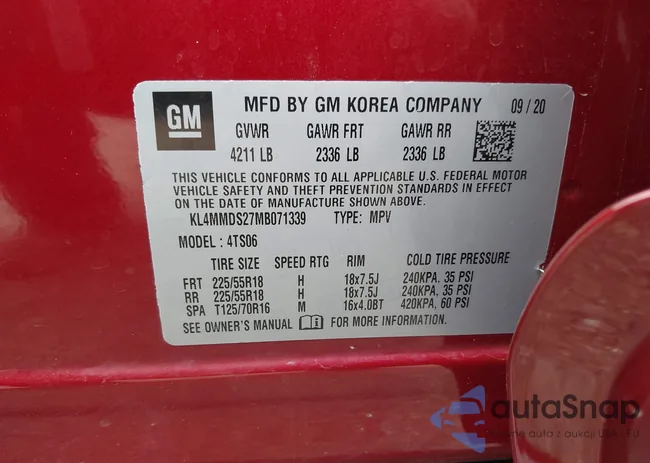 GM
MFD BY GM KOREA COMPANY 09/20
GVWR GAWR FRT GAWR RR
4211 LB 2336 LB 2336 LB
THIS VEHICLE CONFORMS TO ALL APPLICABLE U.S. FEDERAL MOTOR
VEHICLE SAFETY AND THEFT PREVENTION STANDARDS IN EFFECT
ON THE DATE OF MANUFACTURE SHOWN ABOVE.
KL4MMDS27MB071339 TYPE: MPV
MODEL : 4TS06
TIRE SIZE SPEED RTG RIM COLD TIRE PRESSURE
FRT 225/55R18 H 18x7.5J 240KPA, 35 PSI
RR 225/55R18 H 18x7.5J 240KPA, 35 PSI
SPA T125/70R16 M 16x4.0BT 420KPA, 60 PSI
SEE OWNER'S MANUAL FOR MORE INFORMATION.
autaSnap
auta z aukcji USA